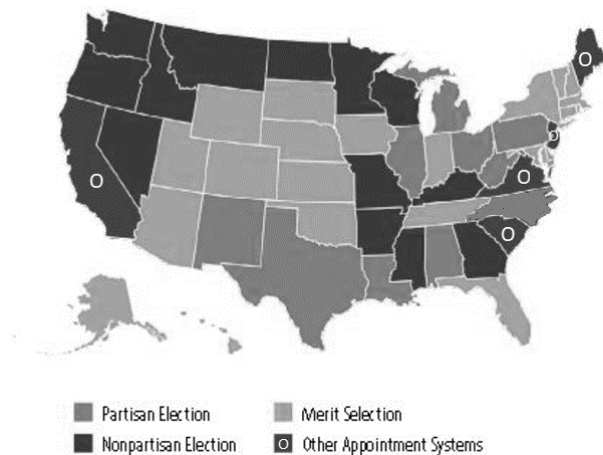 O
O
O
O
O
Partisan Election
Merit Selection
Nonpartisan Election
O Other Appointment Systems